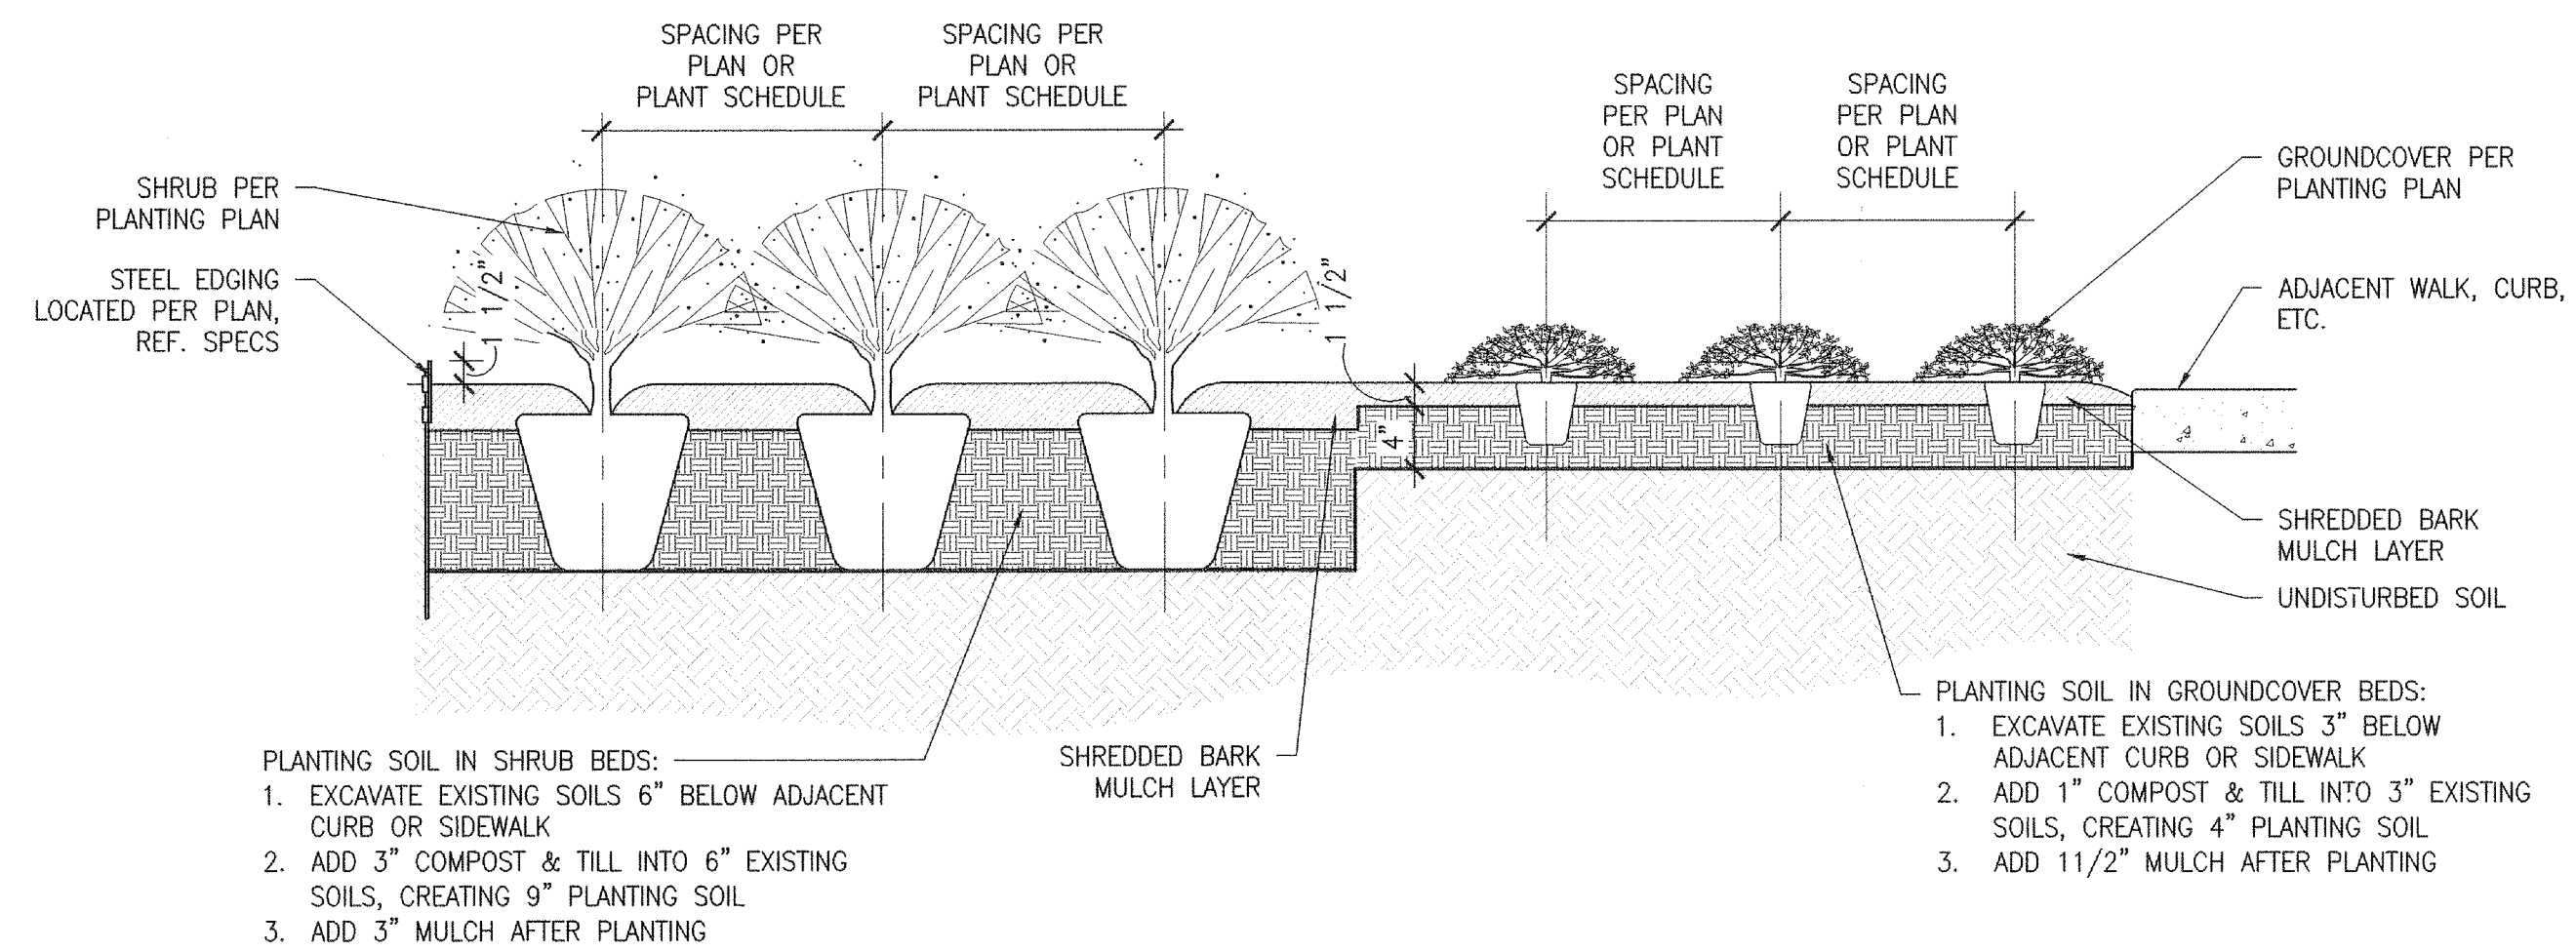 SPACING PER
PLAN OR
PLANT SCHEDULE
SPACING PER
PLAN OR
PLANT SCHEDULE
SPACING
PER PLAN
OR PLANT
SCHEDULE
SPACING
PER PLAN
OR PLANT
SCHEDULE
SHRUB PER
PLANTING PLAN
STEEL EDGING
LOCATED PER PLAN,
REF. SPECS
1 1/2"
1 1/2"
4"
GROUNDCOVER PER
PLANTING PLAN
ADJACENT WALK, CURB,
ETC.
SHREDDED BARK
MULCH LAYER
UNDISTURBED SOIL
PLANTING SOIL IN SHRUB BEDS:
1. EXCAVATE EXISTING SOILS 6" BELOW ADJACENT
CURB OR SIDEWALK
2. ADD 3" COMPOST & TILL INTO 6" EXISTING
SOILS, CREATING 9" PLANTING SOIL
3. ADD 3" MULCH AFTER PLANTING
SHREDDED BARK
MULCH LAYER
PLANTING SOIL IN GROUNDCOVER BEDS:
1. EXCAVATE EXISTING SOILS 3" BELOW
ADJACENT CURB OR SIDEWALK
2. ADD 1" COMPOST & TILL INTO 3" EXISTING
SOILS, CREATING 4" PLANTING SOIL
3. ADD 11/2" MULCH AFTER PLANTING